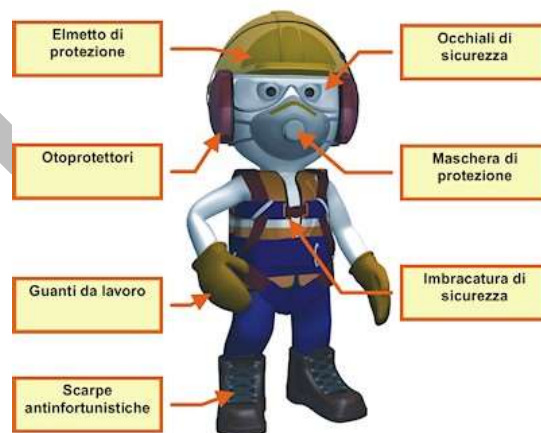 Elmetto di
protezione
Occhiali di
sicurezza
Otoprotettori
Maschera di
protezione
Guanti da lavoro
Imbracatura di
sicurezza
Scarpe
antinfortunistiche